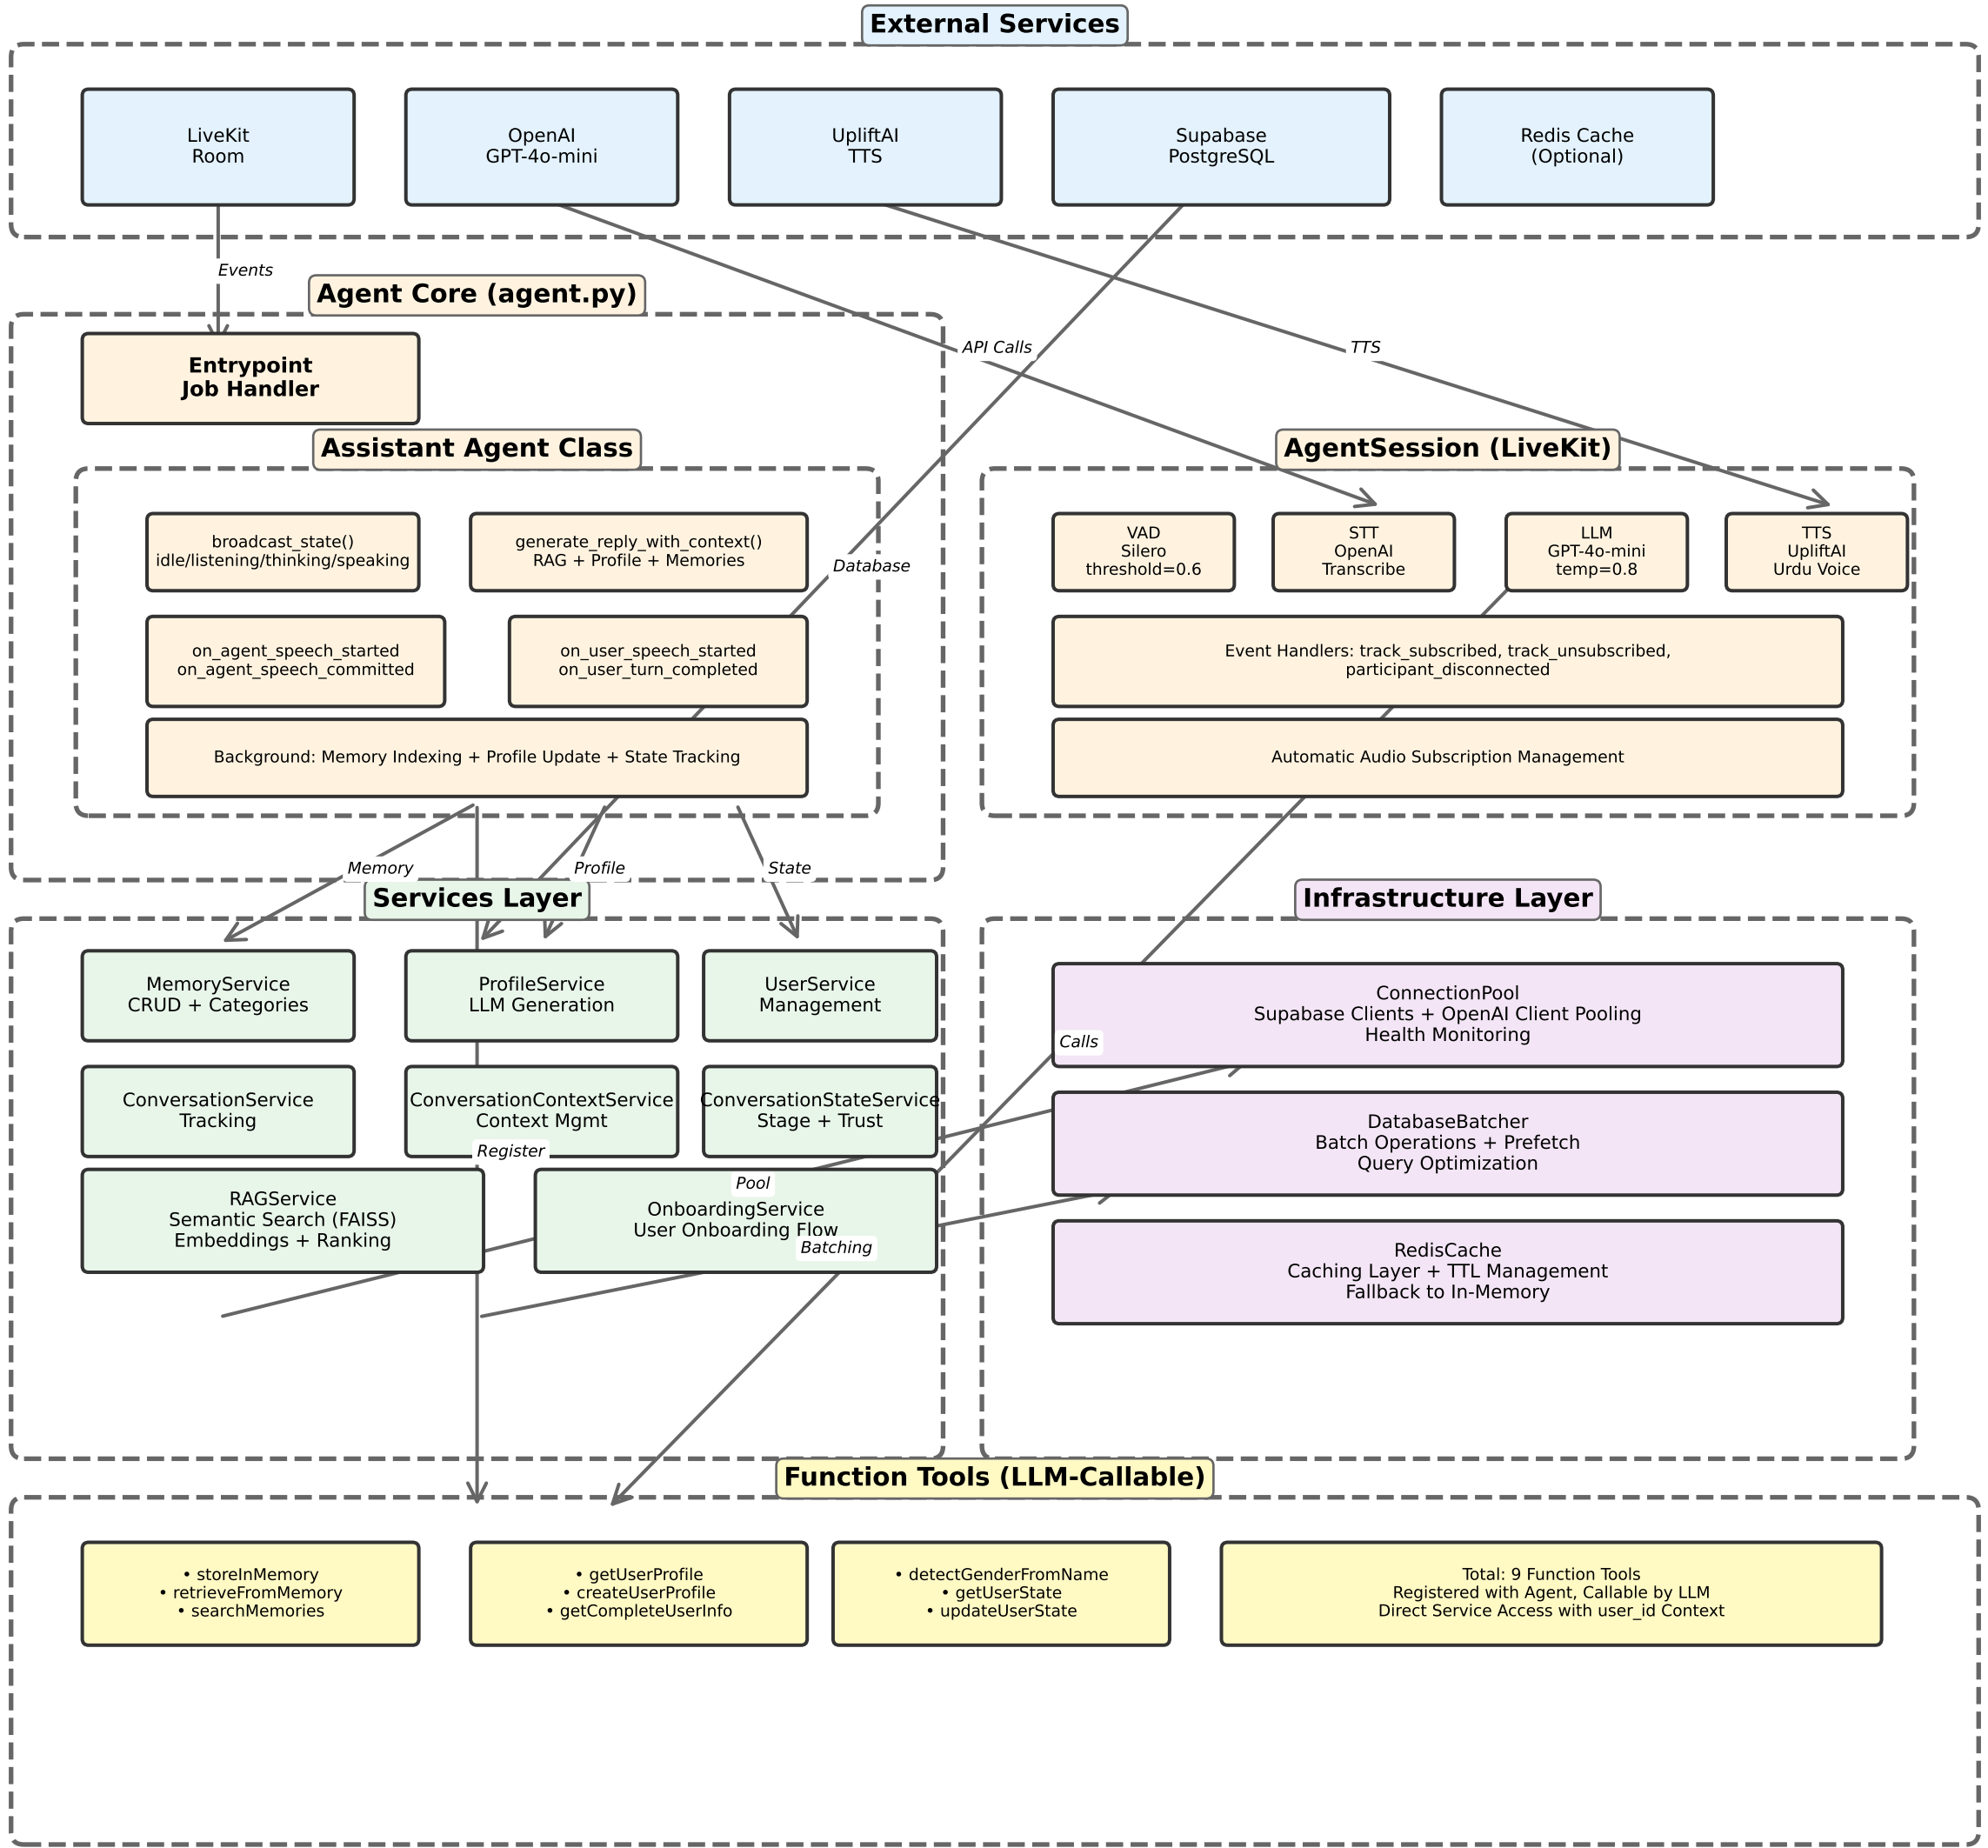 External Services
LiveKit
Room
OpenAI
GPT-4o-mini
UpliftAI
TTS
Supabase
PostgreSQL
Redis Cache
(Optional)
Events
Agent Core (agent.py)
Entrypoint
Job Handler
API Calls
TTS
Assistant Agent Class
broadcast_state()
idle/listening/thinking/speaking
generate_reply_with_context()
RAG + Profile + Memories
Database
on_agent_speech_started
on_agent_speech_committed
on_user_speech_started
on_user_turn_completed
Background: Memory Indexing + Profile Update + State Tracking
AgentSession (LiveKit)
VAD
Silero
threshold=0.6
STT
OpenAI
Transcribe
LLM
GPT-4o-mini
temp=0.8
TTS
UpliftAI
Urdu Voice
Event Handlers: track_subscribed, track_unsubscribed,
participant_disconnected
Automatic Audio Subscription Management
Memory
Profile
State
Services Layer
MemoryService
CRUD + Categories
ProfileService
LLM Generation
UserService
Management
ConversationService
Tracking
ConversationContextService
Context Mgmt
ConversationStateService
Stage + Trust
Register
RAGService
Semantic Search (FAISS)
Embeddings + Ranking
Pool
OnboardingService
User Onboarding Flow
Batching
Infrastructure Layer
ConnectionPool
Supabase Clients + OpenAI Client Pooling
Health Monitoring
Calls
DatabaseBatcher
Batch Operations + Prefetch
Query Optimization
RedisCache
Caching Layer + TTL Management
Fallback to In-Memory
Function Tools (LLM-Callable)
• storeInMemory
• retrieveFromMemory
• searchMemories
• getUserProfile
• createUserProfile
• getCompleteUserInfo
• detectGenderFromName
• getUserState
• updateUserState
Total: 9 Function Tools
Registered with Agent, Callable by LLM
Direct Service Access with user_id Context